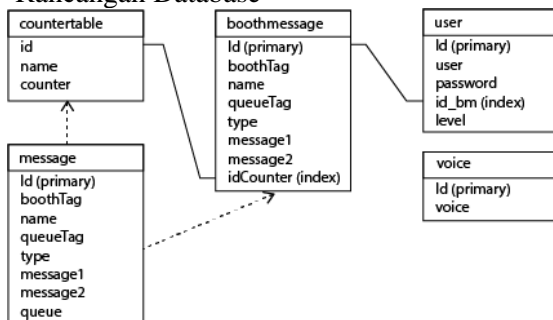 Rancangan Database
countertable
id
name
counter
message
Id (primary)
boothTag
name
queueTag
type
message1
message2
queue
boothmessage
Id (primary)
boothTag
name
queueTag
type
message1
message2
idCounter (index)
user
Id (primary)
user
password
id_bm (index)
level
voice
Id (primary)
voice